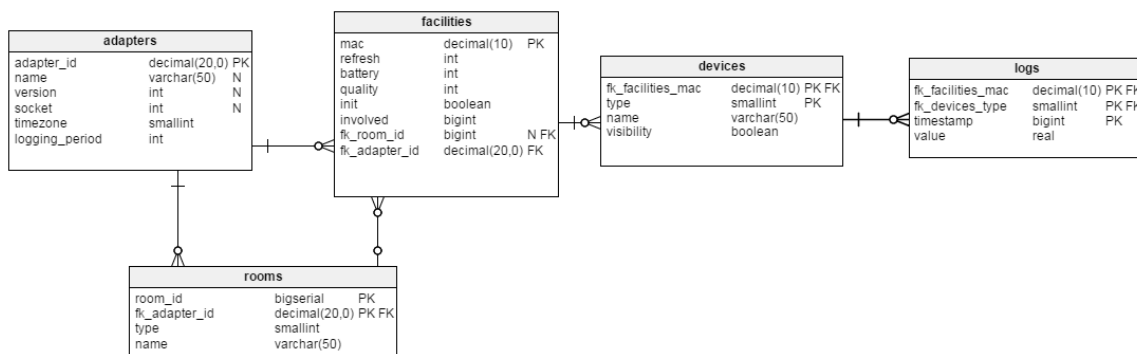 adapters
adapter_id decimal(20,0) PK
name varchar(50) N
version int N
socket int N
timezone smallint
logging_period int
facilities
mac decimal(10) PK
refresh int
battery int
quality int
init boolean
involved bigint
fk_room_id bigint N FK
fk_adapter_id decimal(20,0) FK
devices
fk_facilities_mac decimal(10) PK FK
type smallint PK
name varchar(50)
visibility boolean
logs
fk_facilities_mac decimal(10) PK FK
fk_devices_type smallint PK FK
timestamp bigint PK
value real
rooms
room_id bigserial PK
fk_adapter_id decimal(20,0) PK FK
type smallint
name varchar(50)